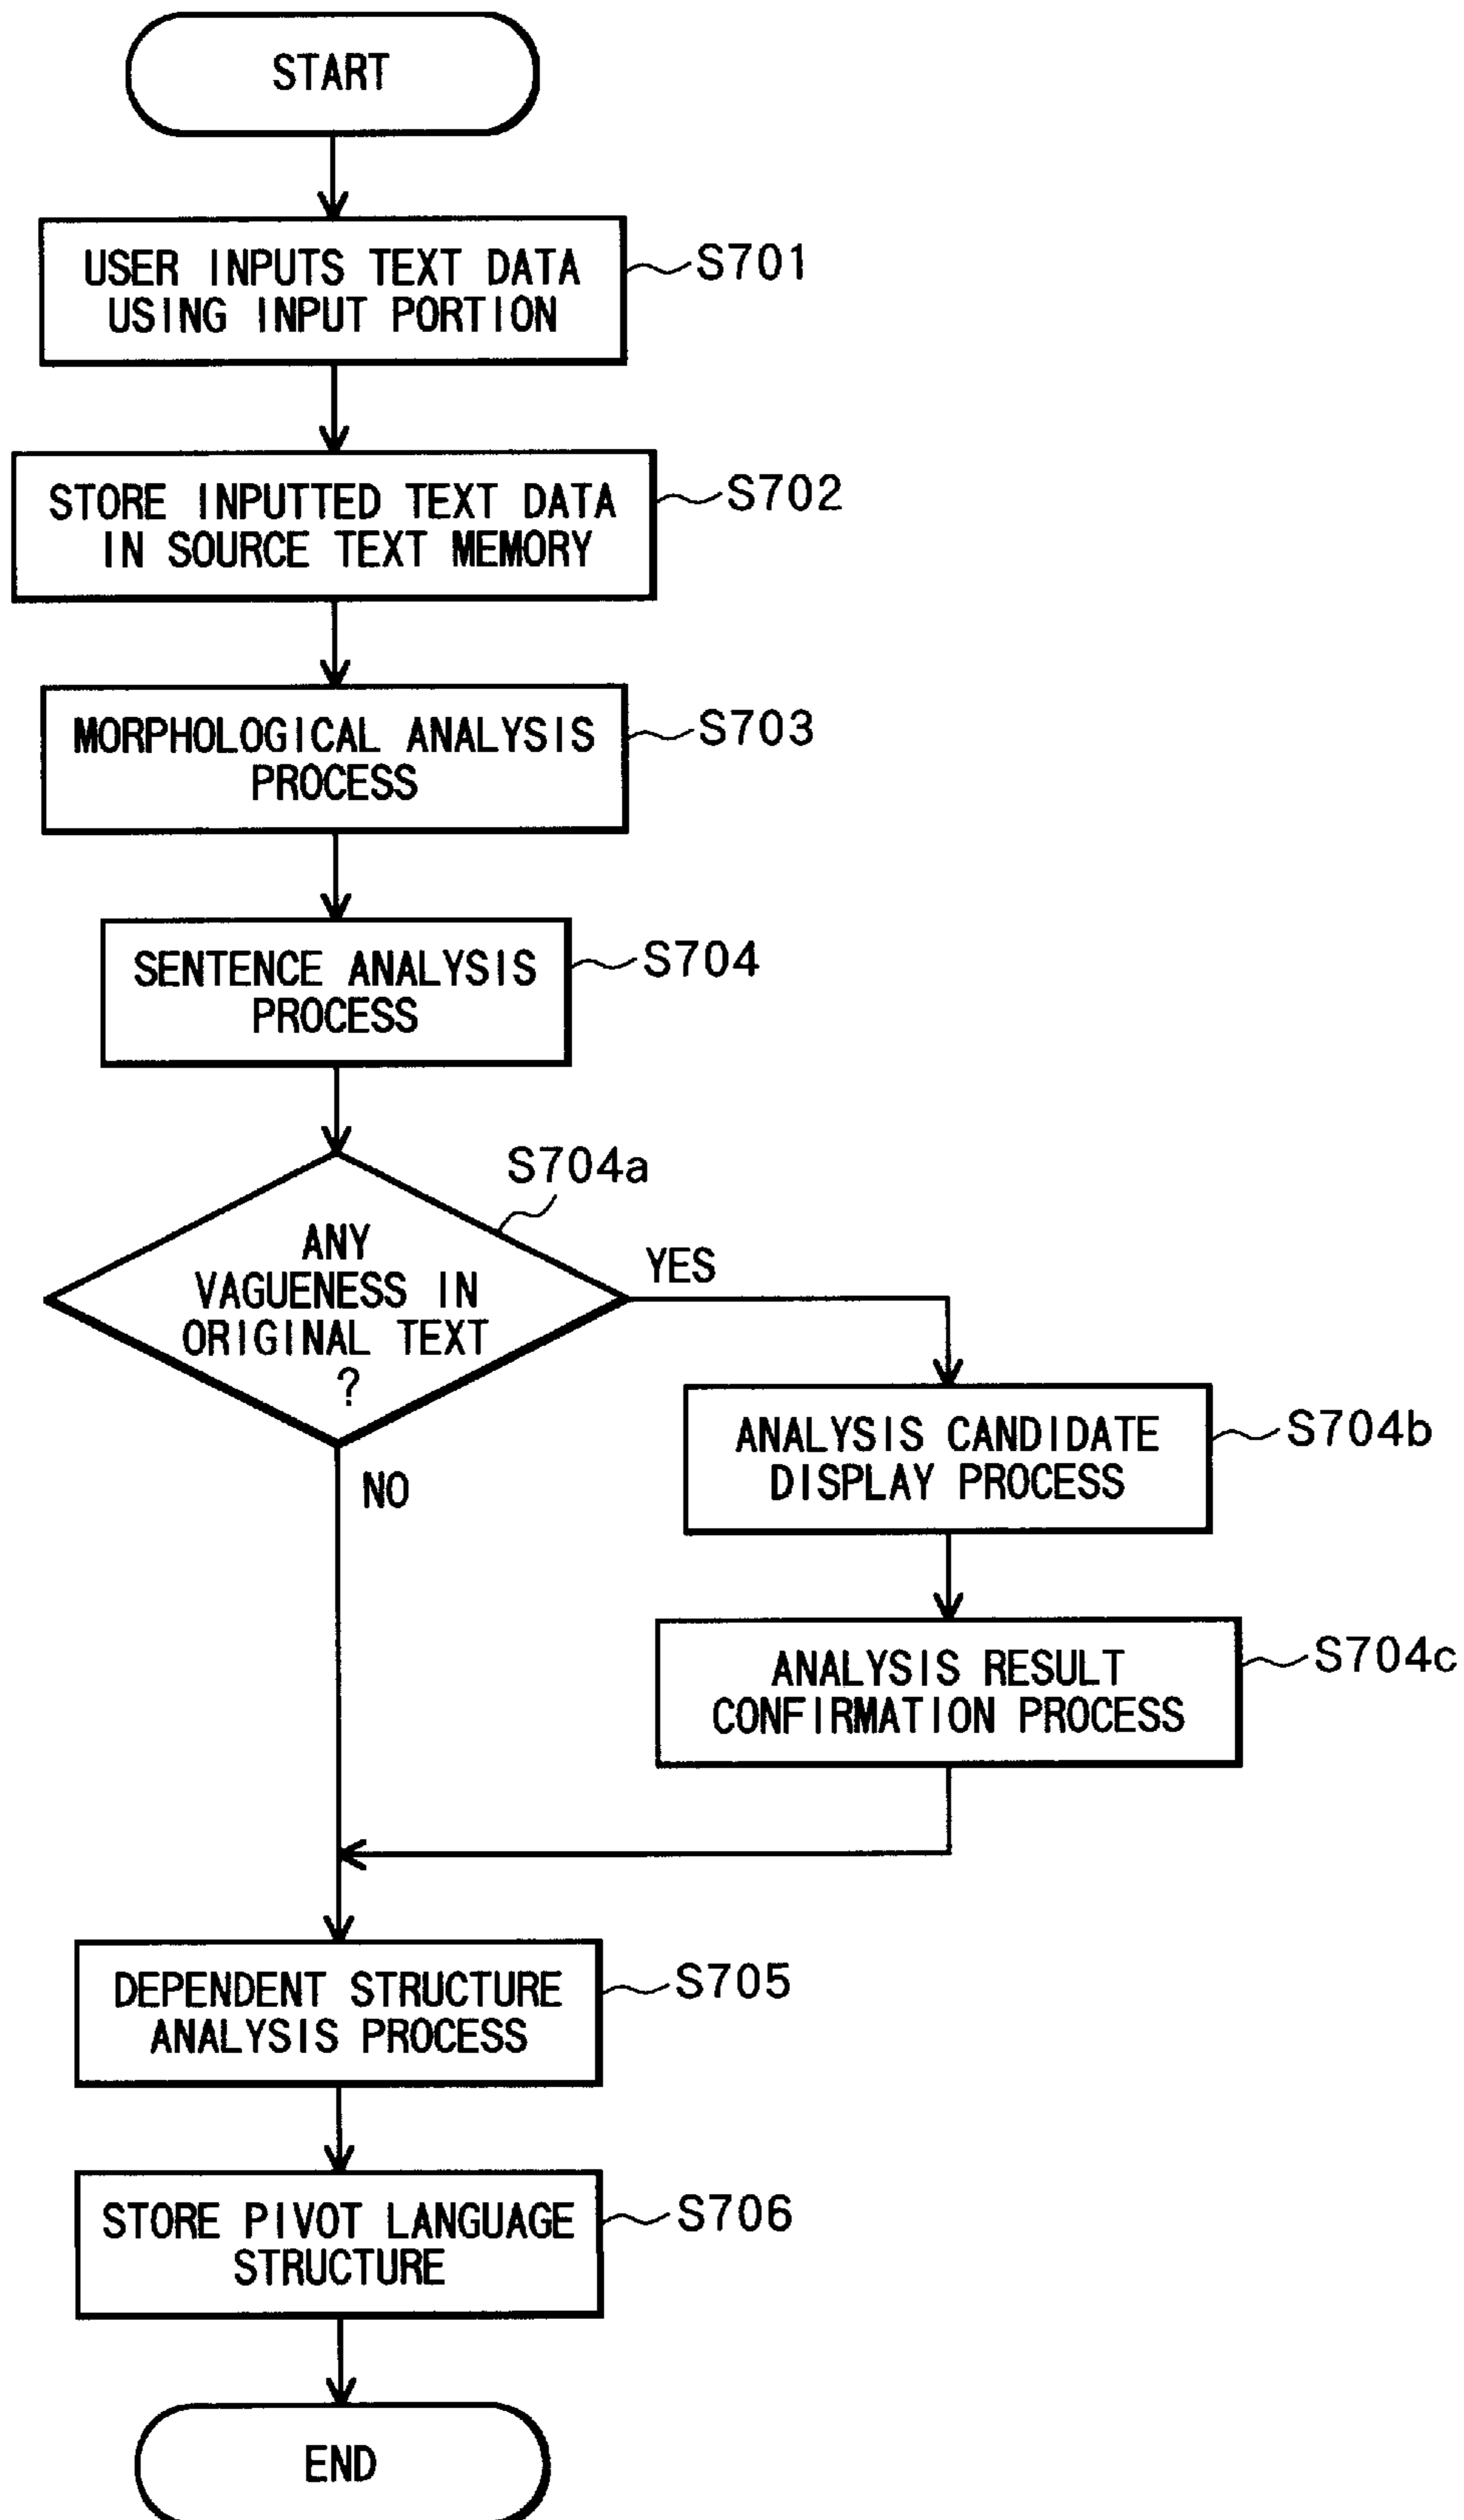 START
USER INPUTS TEXT DATA
USING INPUT PORTION
S701
STORE INPUTTED TEXT DATA
IN SOURCE TEXT MEMORY
S702
MORPHOLOGICAL ANALYSIS
PROCESS
S703
SENTENCE ANALYSIS
PROCESS
S704
S704a
ANY
VAGUENESS IN
ORIGINAL TEXT
?
YES
NO
ANALYSIS CANDIDATE
DISPLAY PROCESS
S704b
ANALYSIS RESULT
CONFIRMATION PROCESS
S704c
DEPENDENT STRUCTURE
ANALYSIS PROCESS
S705
STORE PIVOT LANGUAGE
STRUCTURE
S706
END